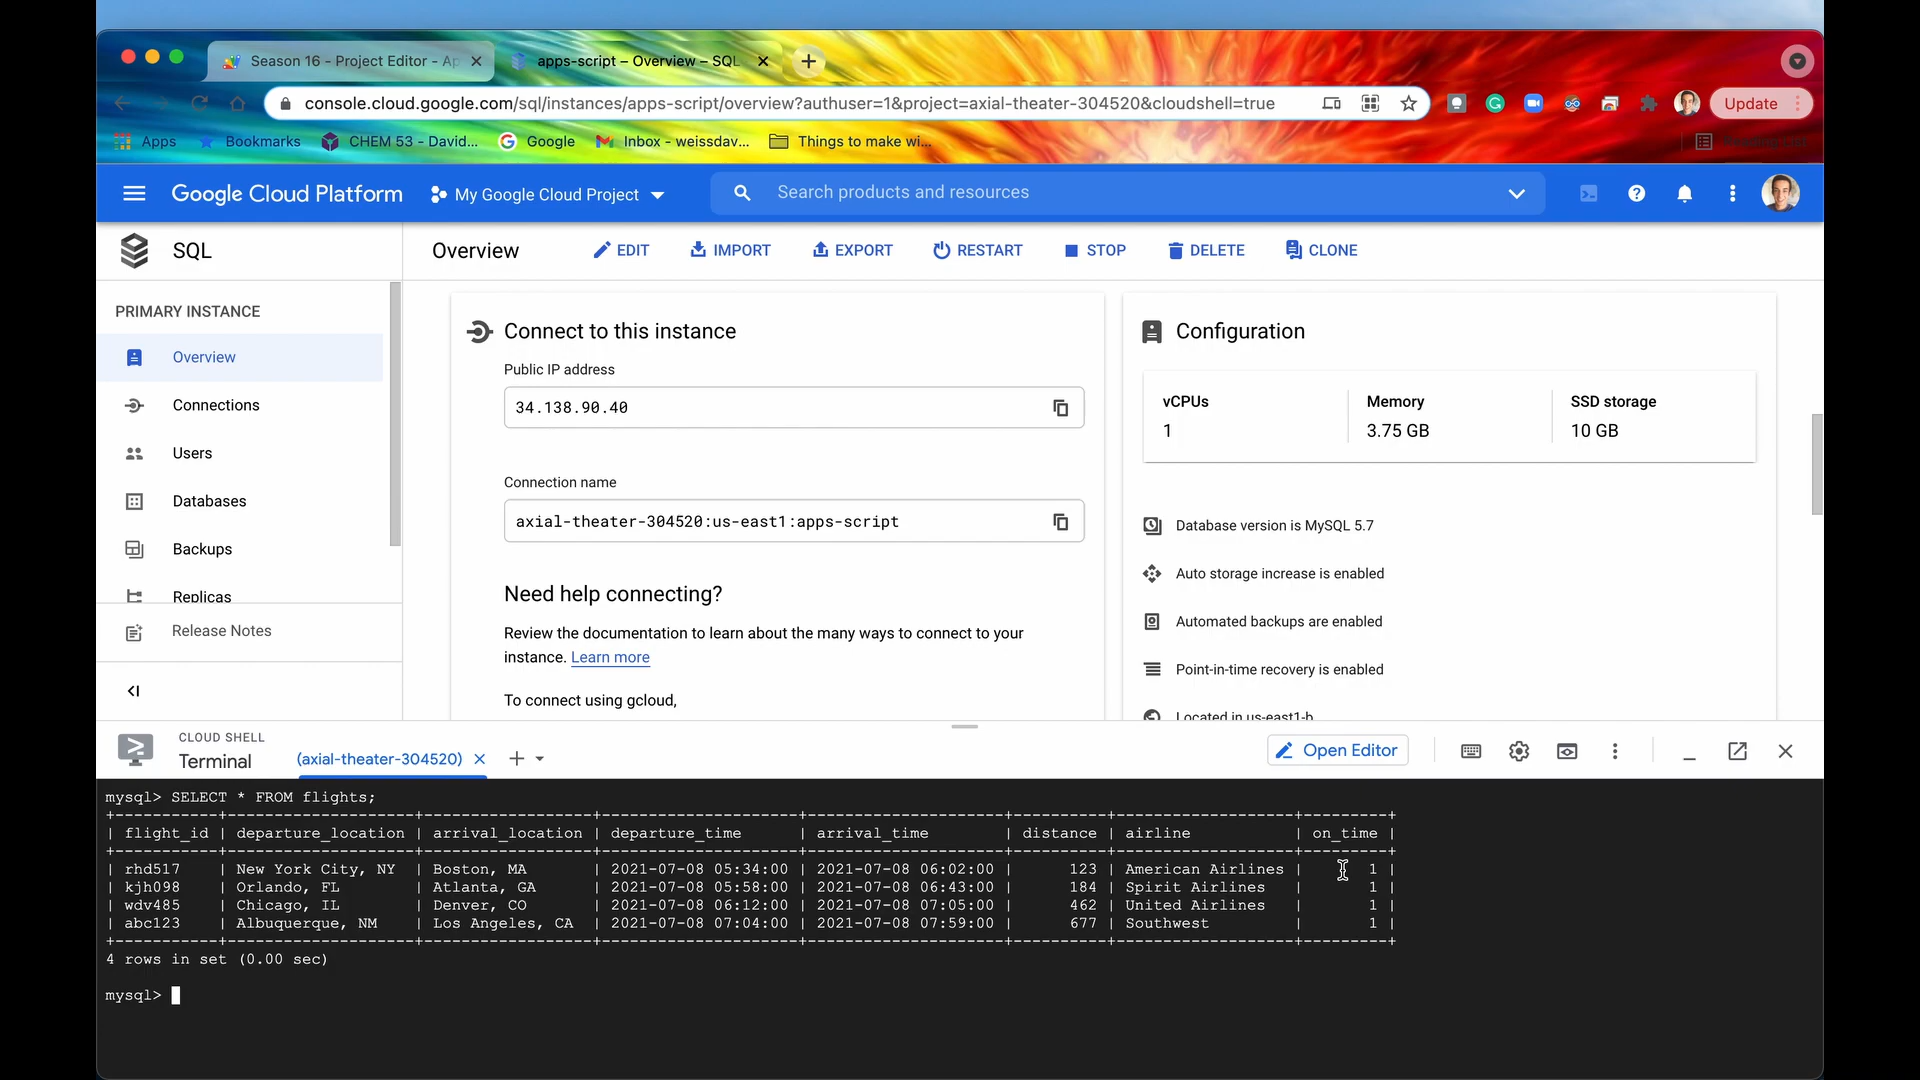 Season 16 - Project Editor - Ap
apps-script – Overview – SQL
console.cloud.google.com/sql/instances/apps-script/overview?authuser=1&project=axial-theater-304520&cloudshell=true
Update
Apps
Bookmarks
CHEM 53 - David...
Google
Inbox - weissdav...
Things to make wi...
Reading List
Google Cloud Platform
My Google Cloud Project
Search products and resources
SQL
Overview
EDIT
IMPORT
EXPORT
RESTART
STOP
DELETE
CLONE
PRIMARY INSTANCE
Overview
Connections
Users
Databases
Backups
Replicas
Release Notes
Connect to this instance
Public IP address
34.138.90.40
Connection name
axial-theater-304520:us-east1:apps-script
Need help connecting?
Review the documentation to learn about the many ways to connect to your
instance. Learn more
To connect using gcloud,
Configuration
vCPUs
1
Memory
3.75 GB
SSD storage
10 GB
Database version is MySQL 5.7
Auto storage increase is enabled
Automated backups are enabled
Point-in-time recovery is enabled
Located in us-east1-b
CLOUD SHELL
Terminal
(axial-theater-304520)
Open Editor
mysql> SELECT * FROM flights;
+-----------+-------------------+------------------+---------------------+---------------------+----------+-------------------+---------+
| flight_id | departure_location | arrival_location | departure_time | arrival_time | distance | airline | on_time |
+-----------+-------------------+------------------+---------------------+---------------------+----------+-------------------+---------+
| rhd517 | New York City, NY | Boston, MA | 2021-07-08 05:34:00 | 2021-07-08 06:02:00 | 123 | American Airlines | 1 |
| kjh098 | Orlando, FL | Atlanta, GA | 2021-07-08 05:58:00 | 2021-07-08 06:43:00 | 184 | Spirit Airlines | 1 |
| wdv485 | Chicago, IL | Denver, CO | 2021-07-08 06:12:00 | 2021-07-08 07:05:00 | 462 | United Airlines | 1 |
| abc123 | Albuquerque, NM | Los Angeles, CA | 2021-07-08 07:04:00 | 2021-07-08 07:59:00 | 677 | Southwest | 1 |
+-----------+-------------------+------------------+---------------------+---------------------+----------+-------------------+---------+
4 rows in set (0.00 sec)
mysql>